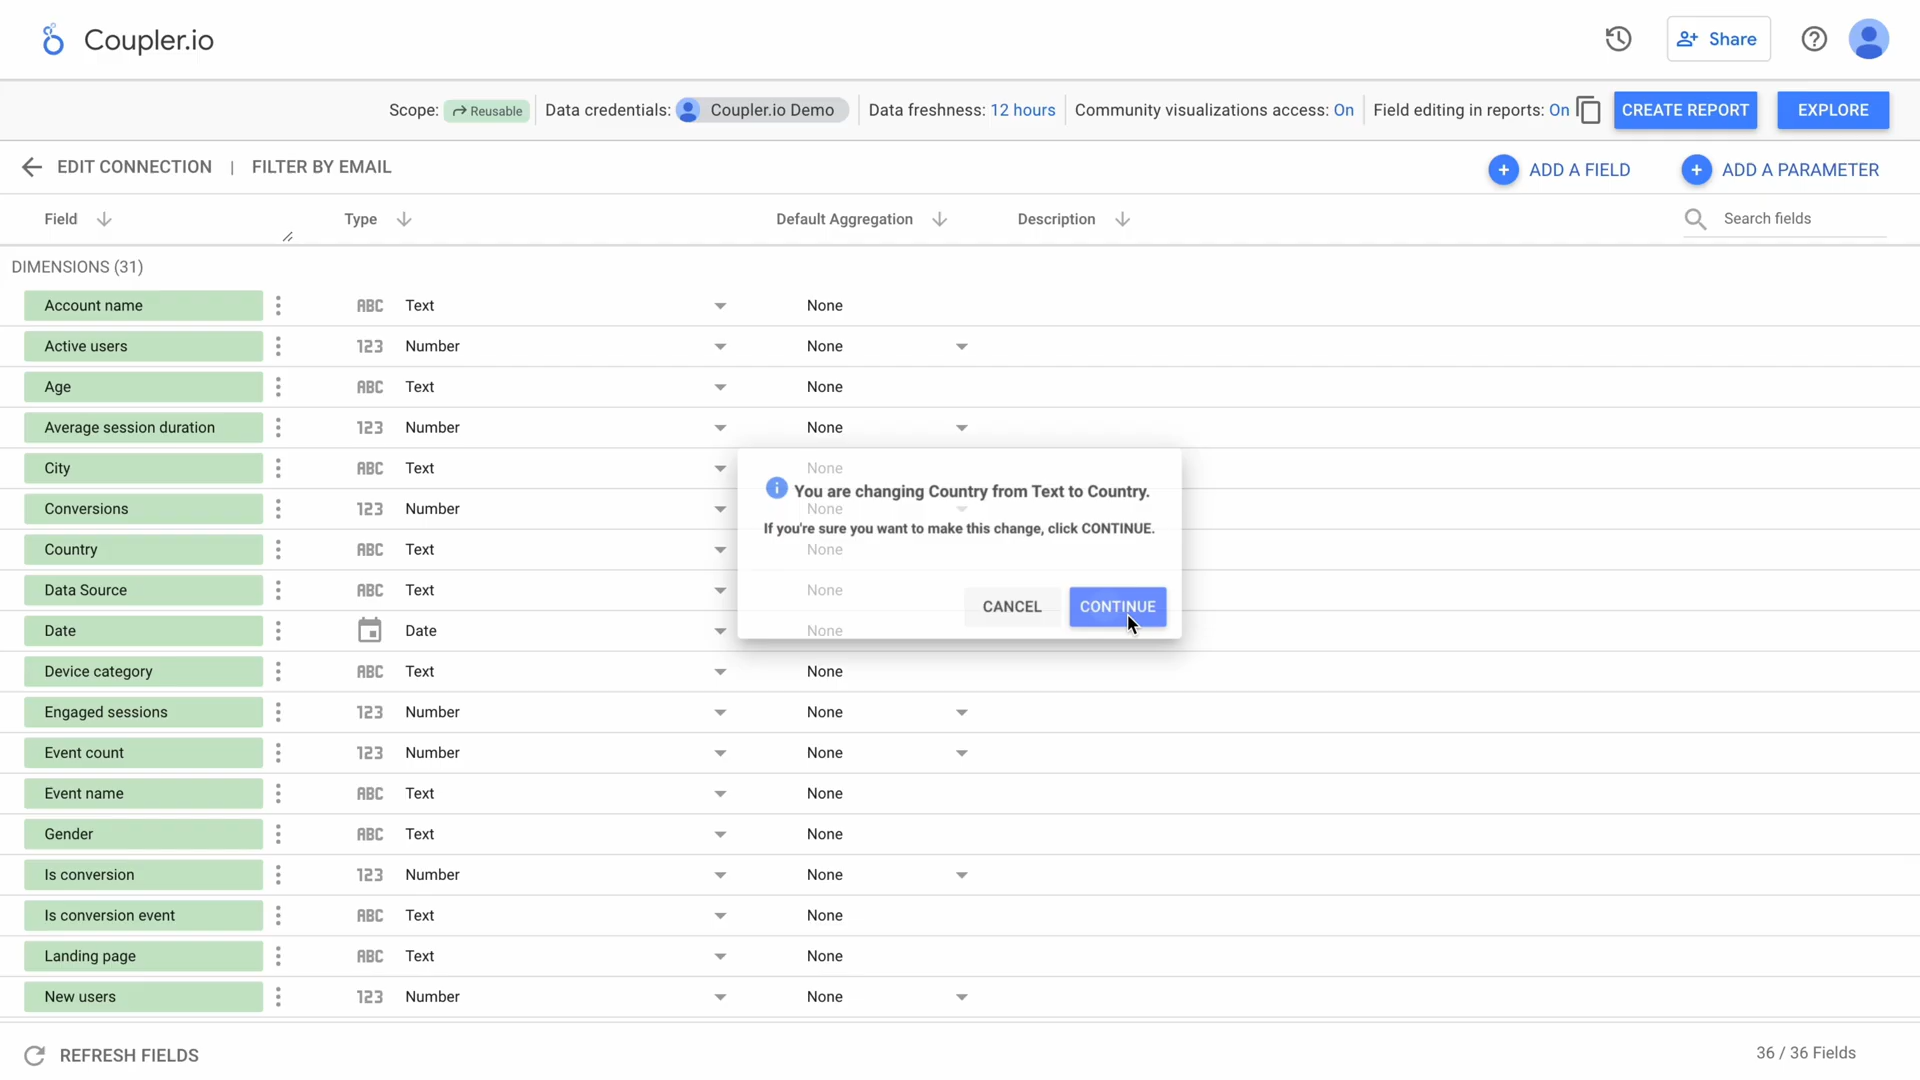 Coupler.io
Share
Scope: Reusable Data credentials: Coupler.io Demo Data freshness: 12 hours Community visualizations access: On Field editing in reports: On CREATE REPORT EXPLORE
EDIT CONNECTION | FILTER BY EMAIL ADD A FIELD ADD A PARAMETER
Field Type Default Aggregation Description Search fields
DIMENSIONS (31)
Account name ABC Text None
Active users 123 Number None
Age ABC Text None
Average session duration 123 Number None
City ABC Text None
You are changing Country from Text to Country.
Conversions 123 Number None
If you're sure you want to make this change, click CONTINUE.
Country ABC Text None
Data Source ABC Text None
CANCEL CONTINUE
Date Date None
Device category ABC Text None
Engaged sessions 123 Number None
Event count 123 Number None
Event name ABC Text None
Gender ABC Text None
Is conversion 123 Number None
Is conversion event ABC Text None
Landing page ABC Text None
New users 123 Number None
REFRESH FIELDS 36 / 36 Fields